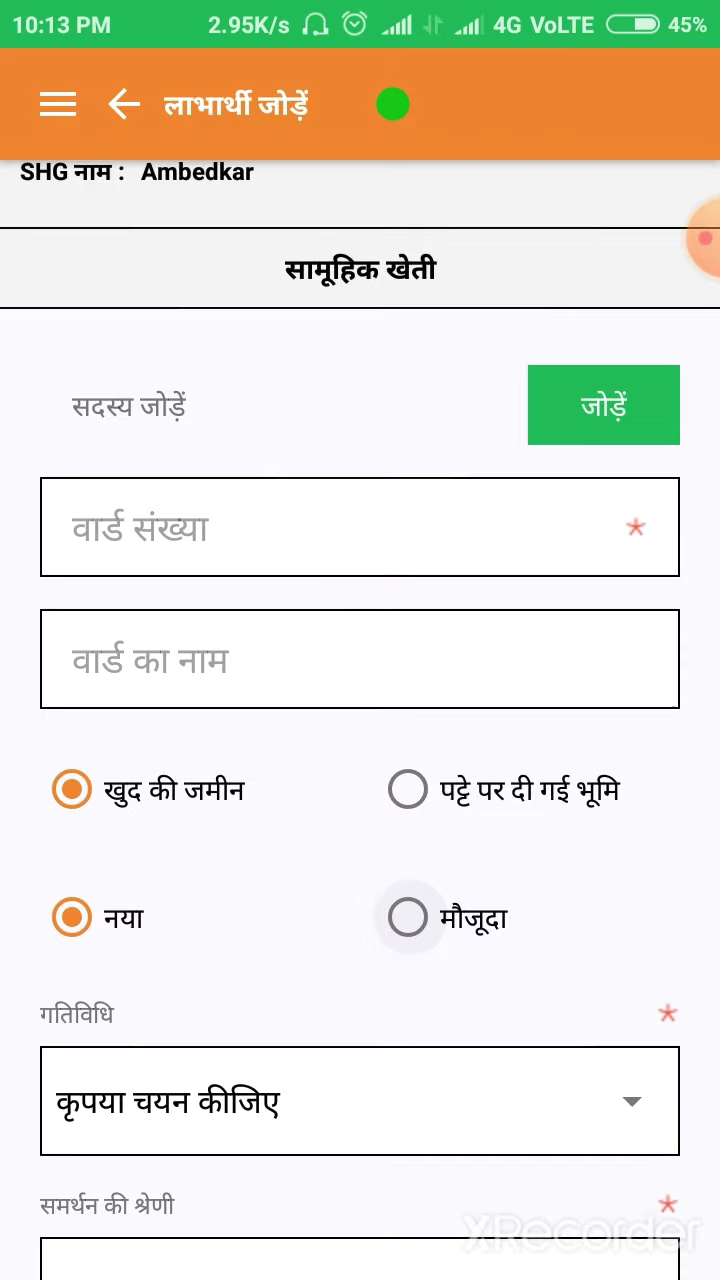 10:13 PM 2.95K/s 4G VoLTE 45%
लाभार्थी जोड़ें
SHG नाम : Ambedkar
सामूहिक खेती
सदस्य जोड़ें जोड़ें
वार्ड संख्या *
वार्ड का नाम
खुद की जमीन पट्टे पर दी गई भूमि
नया मौजूदा
गतिविधि *
कृपया चयन कीजिए
समर्थन की श्रेणी *
XRecorder